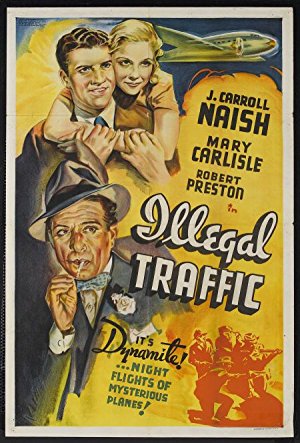 J. CARROLL
NAISH
MARY
CARLISLE
ROBERT
PRESTON
in
Illegal
TRAFFIC
IT'S
Dynamite!
...NIGHT
FLIGHTS OF
MYSTERIOUS
PLANES!